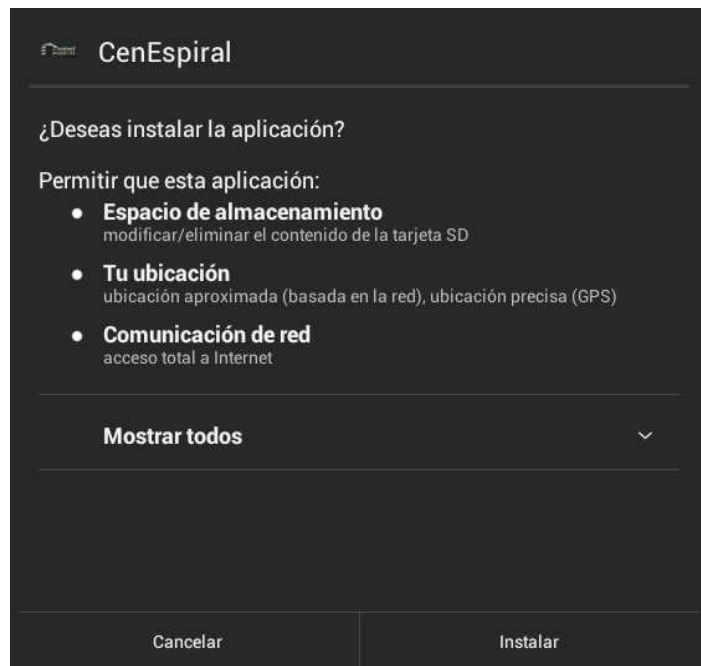 CenEspiral
¿Deseas instalar la aplicación?
Permitir que esta aplicación:
● Espacio de almacenamiento
modificar/eliminar el contenido de la tarjeta SD
● Tu ubicación
ubicación aproximada (basada en la red), ubicación precisa (GPS)
● Comunicación de red
acceso total a Internet
Mostrar todos
Cancelar
Instalar